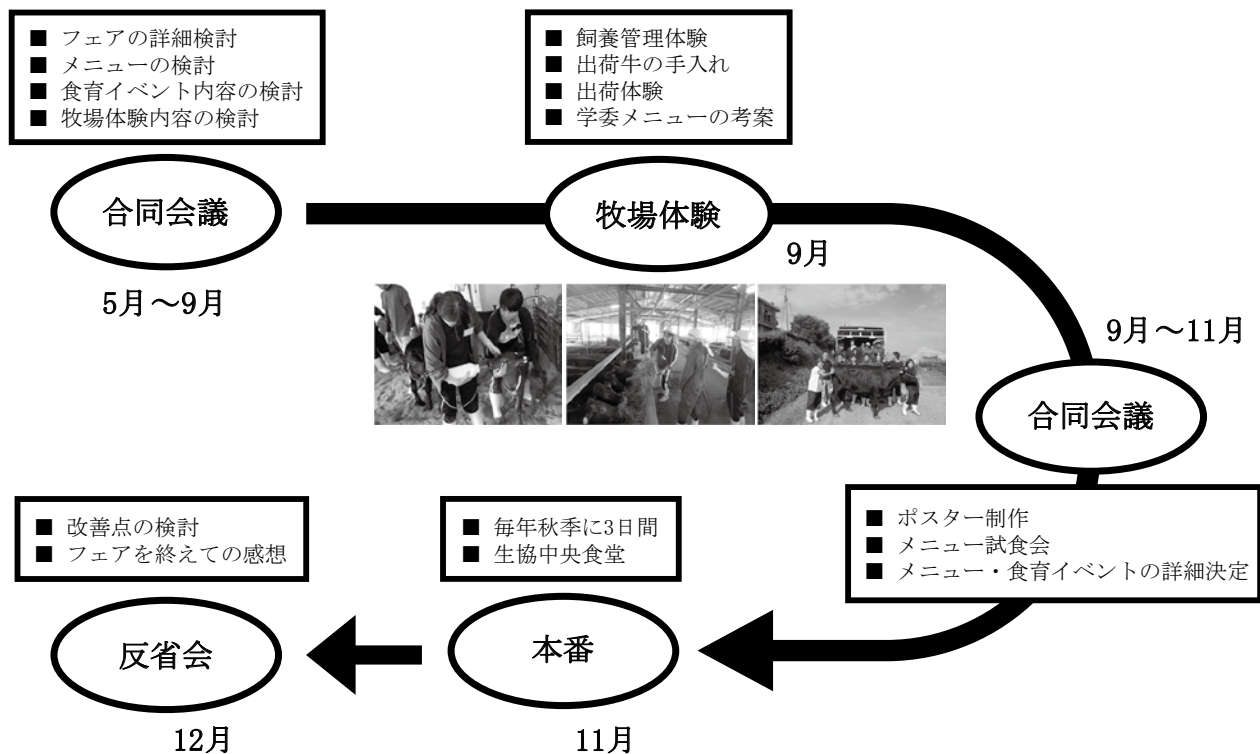 ■ フェアの詳細検討
■ メニューの検討
■ 食育イベント内容の検討
■ 牧場体験内容の検討
合同会議
5月～9月
■ 飼養管理体験
■ 出荷牛の手入れ
■ 出荷体験
■ 学委メニューの考案
牧場体験
9月
9月～11月
合同会議
■ ポスター制作
■ メニュー試食会
■ メニュー・食育イベントの詳細決定
■ 毎年秋季に3日間
■ 生協中央食堂
本番
11月
■ 改善点の検討
■ フェアを終えての感想
反省会
12月